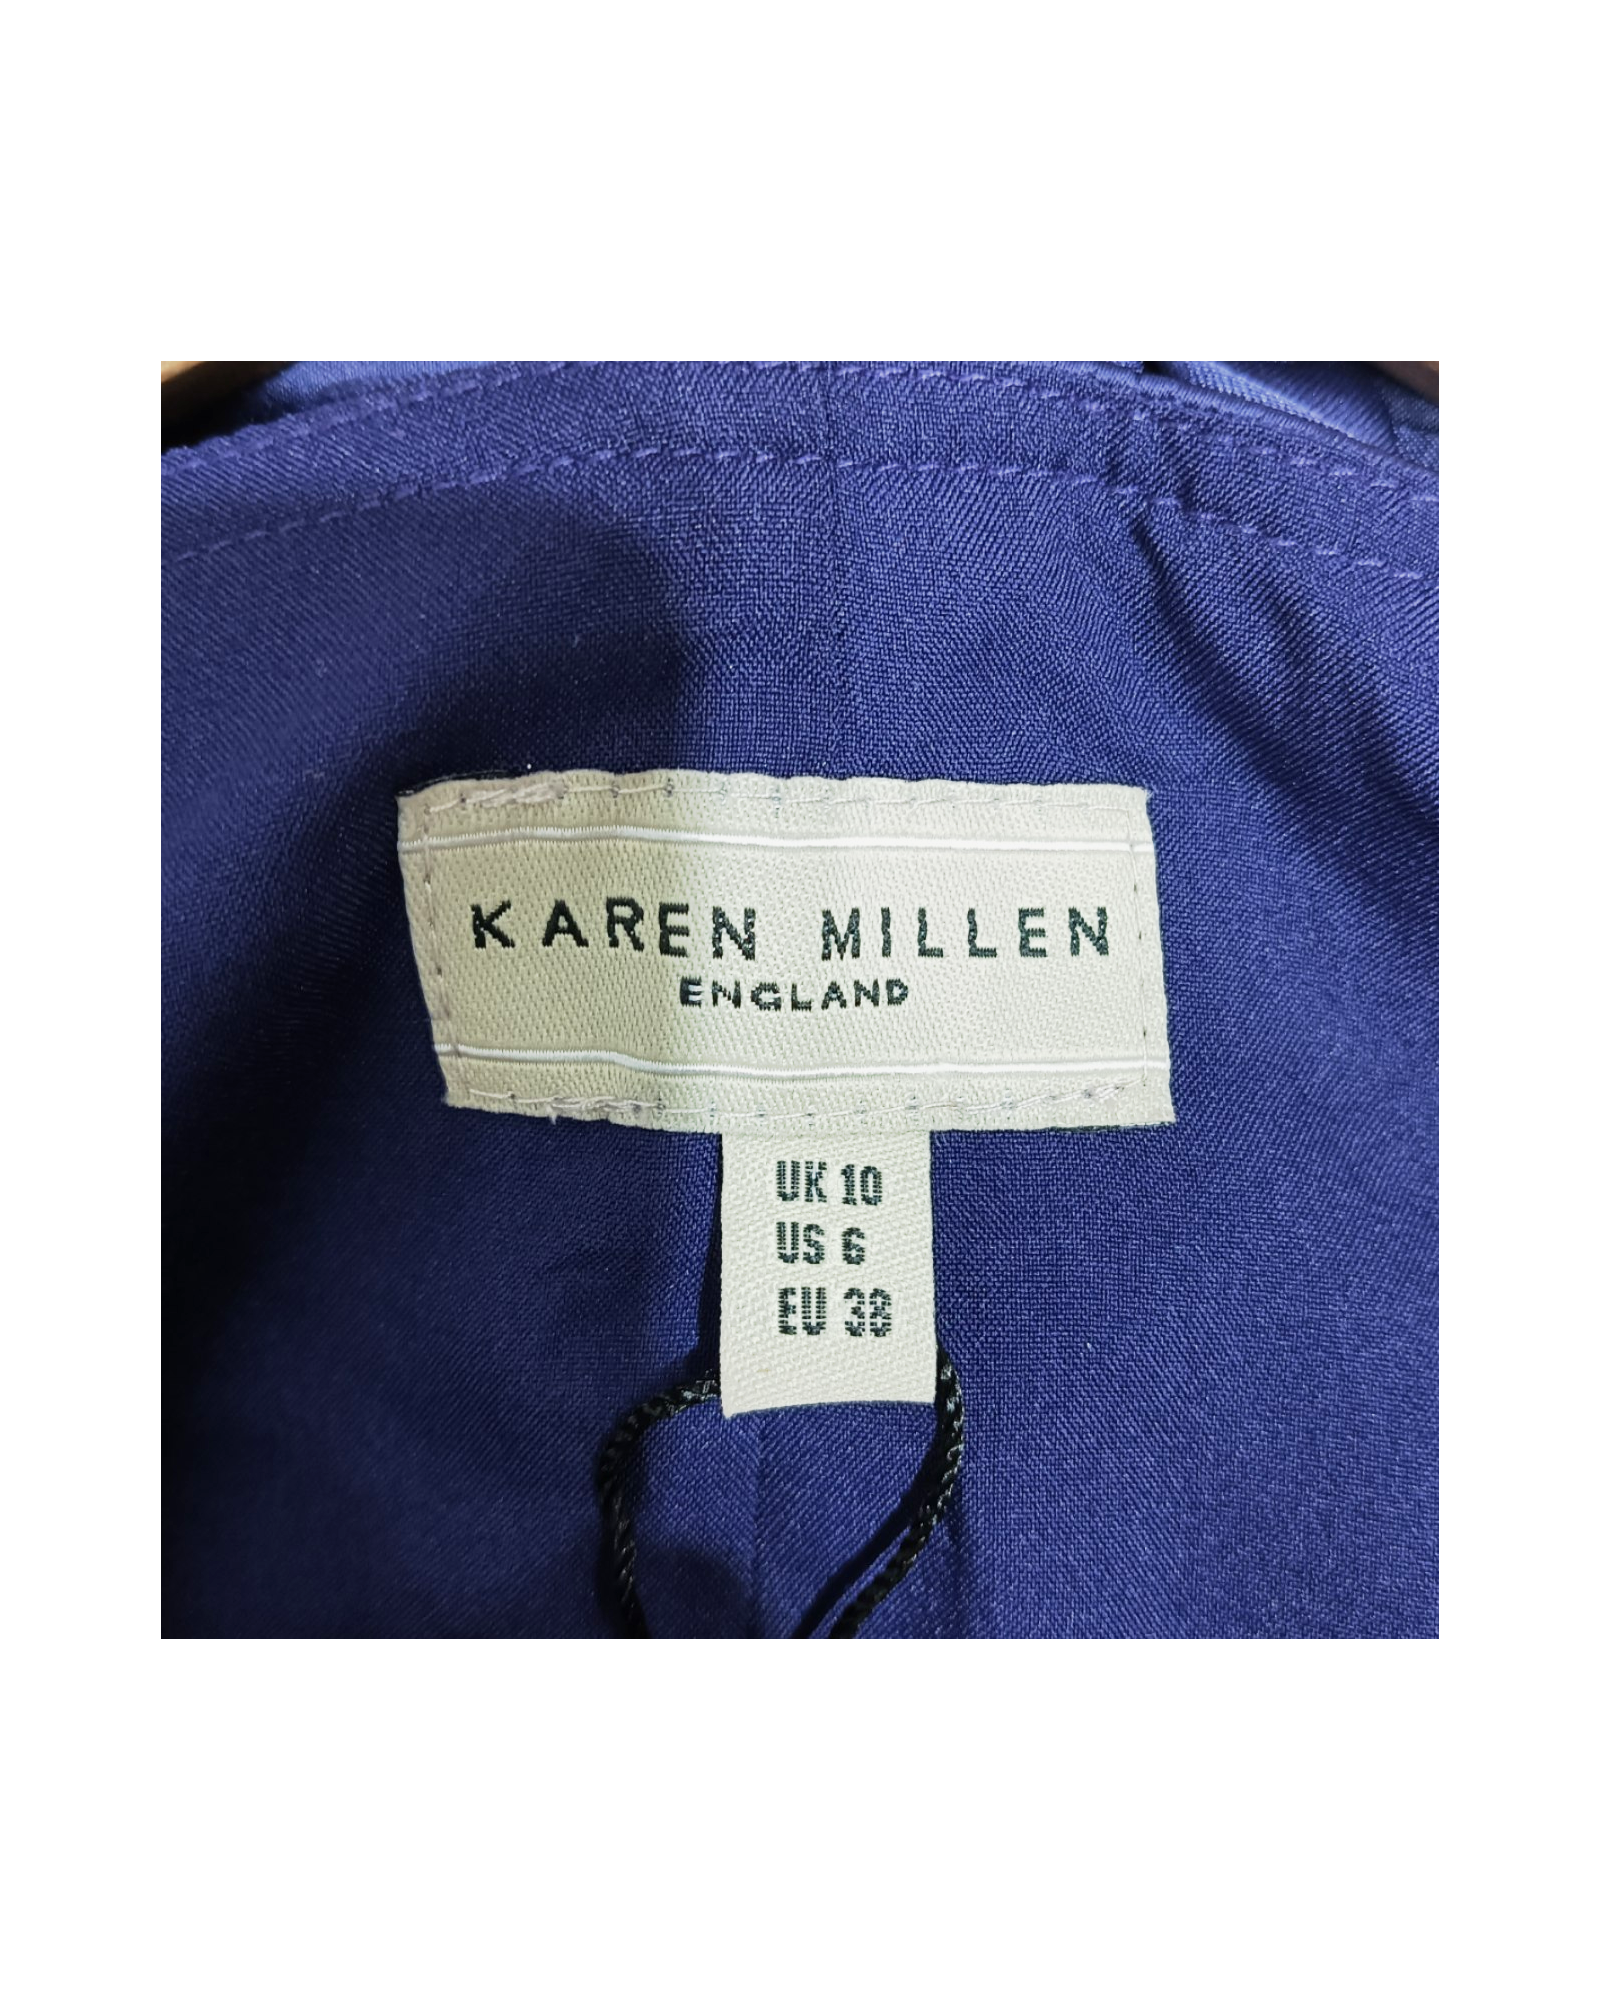 KAREN MILLEN
ENGLAND
UK 10
US 6
EU 38